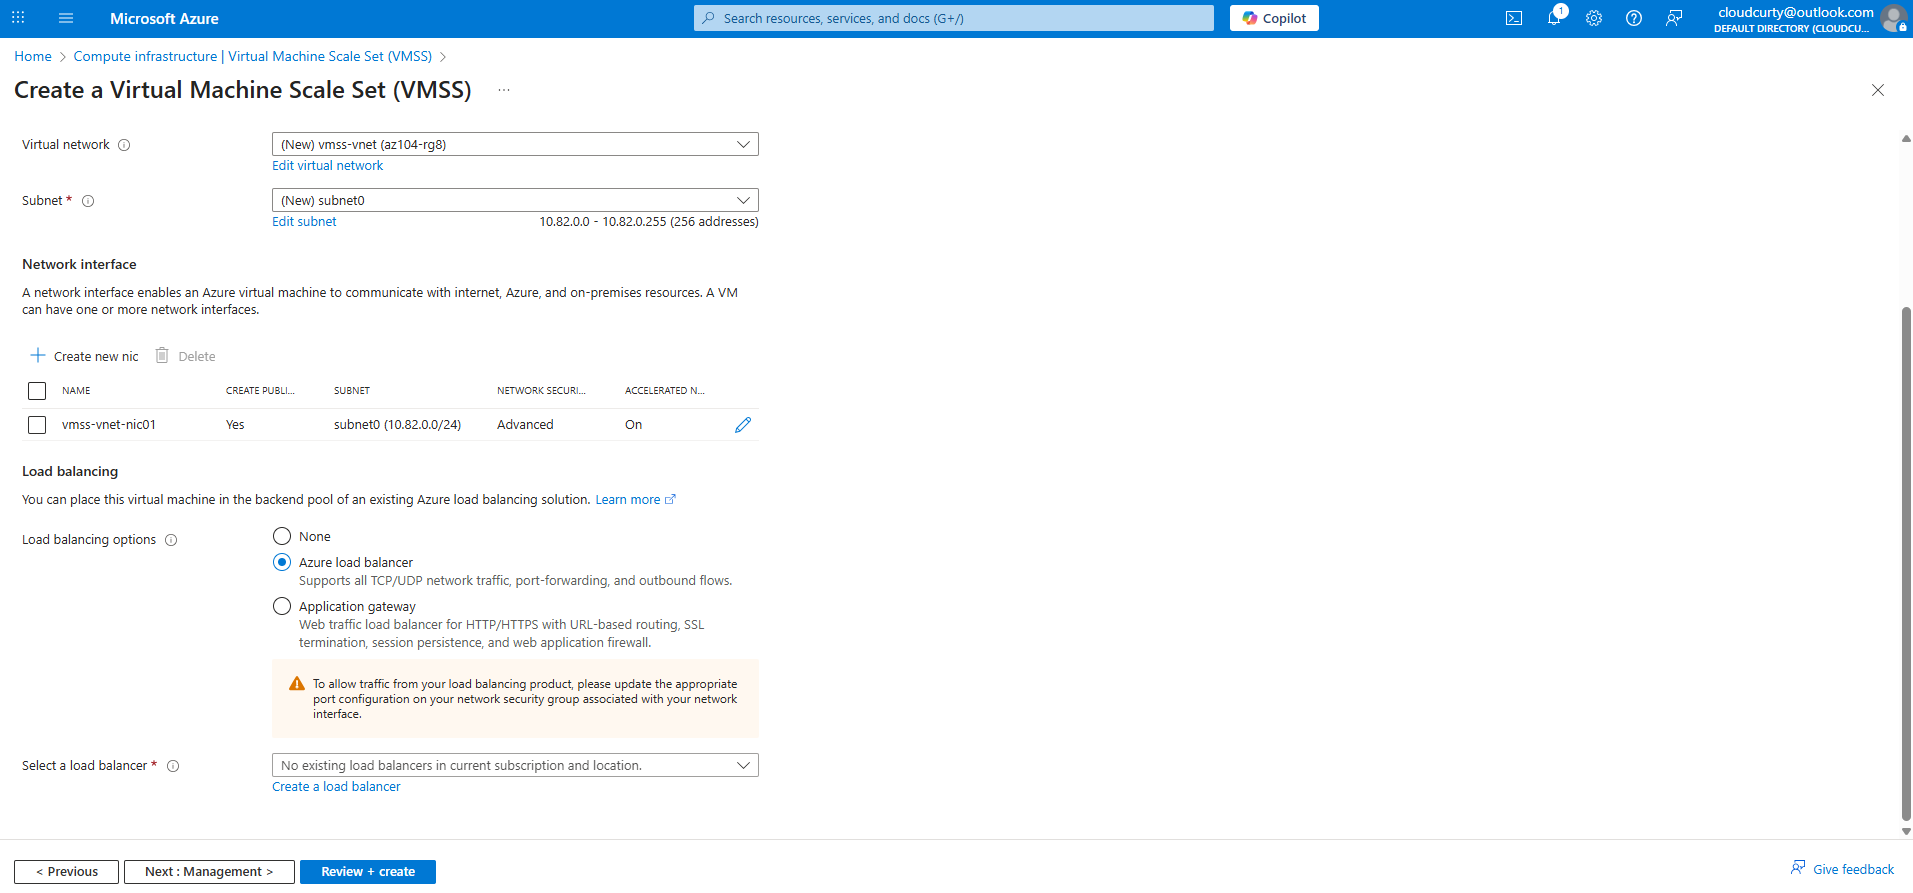 Microsoft Azure
Search resources, services, and docs (G+/)
Copilot
1
cloudcurty@outlook.com
DEFAULT DIRECTORY (CLOUDCU...
Home > Compute infrastructure | Virtual Machine Scale Set (VMSS) >
Create a Virtual Machine Scale Set (VMSS) ...
Virtual network
(New) vmss-vnet (az104-rg8)
Edit virtual network
Subnet *
(New) subnet0
Edit subnet
10.82.0.0 - 10.82.0.255 (256 addresses)
Network interface
A network interface enables an Azure virtual machine to communicate with internet, Azure, and on-premises resources. A VM
can have one or more network interfaces.
Create new nic
Delete
NAME CREATE PUBLI... SUBNET NETWORK SECURI... ACCELERATED N...
vmss-vnet-nic01 Yes subnet0 (10.82.0.0/24) Advanced On
Load balancing
You can place this virtual machine in the backend pool of an existing Azure load balancing solution. Learn more
Load balancing options
None
Azure load balancer
Supports all TCP/UDP network traffic, port-forwarding, and outbound flows.
Application gateway
Web traffic load balancer for HTTP/HTTPS with URL-based routing, SSL
termination, session persistence, and web application firewall.
To allow traffic from your load balancing product, please update the appropriate
port configuration on your network security group associated with your network
interface.
Select a load balancer *
No existing load balancers in current subscription and location.
Create a load balancer
< Previous
Next : Management >
Review + create
Give feedback